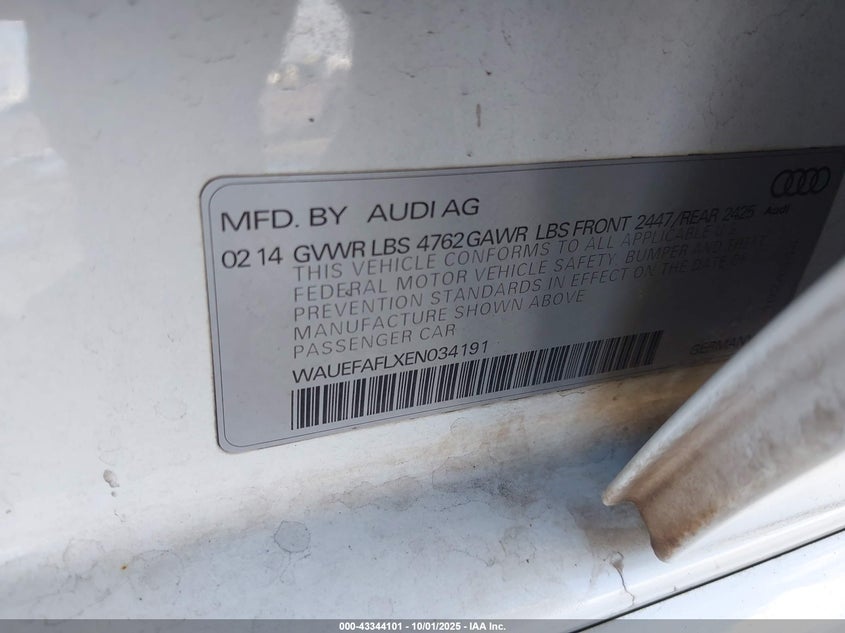 MFD. BY AUDI AG
Audi
02 14 GVWR LBS 4762 GAWR LBS FRONT 2447/REAR 2425
THIS VEHICLE CONFORMS TO ALL APPLICABLE U.S.
FEDERAL MOTOR VEHICLE SAFETY, BUMPER AND THEFT
PREVENTION STANDARDS IN EFFECT ON THE DATE OF
MANUFACTURE SHOWN ABOVE
PASSENGER CAR
WAUEFAFLXEN034191
GERMANY
000-43344101 - 10/01/2025 - IAA Inc.